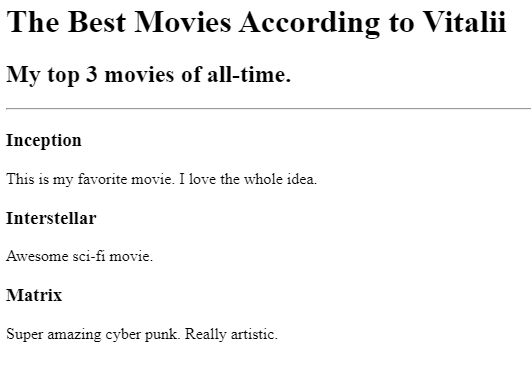 The Best Movies According to Vitalii
My top 3 movies of all-time.
Inception
This is my favorite movie. I love the whole idea.
Interstellar
Awesome sci-fi movie.
Matrix
Super amazing cyber punk. Really artistic.